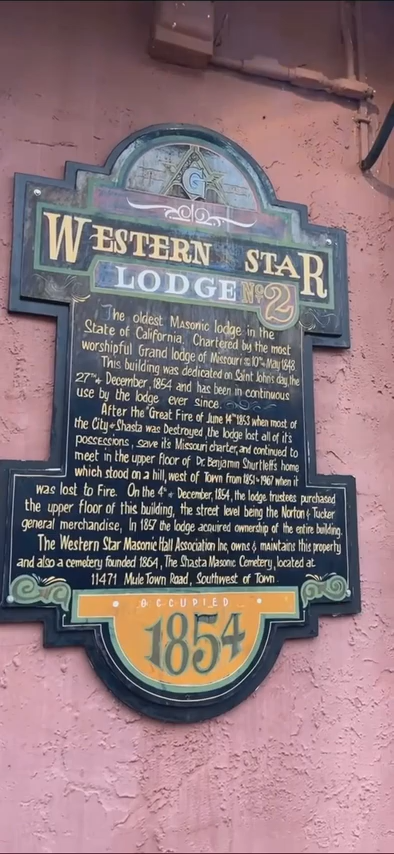 G
WESTERN STAR
LODGE No 2
The oldest Masonic lodge in the
State of California. Chartered by the most
worshipful Grand lodge of Missouri 10th May 1848
This building was dedicated on Saint John's day, the
27th December, 1854 and has been in continuous
use by the lodge ever since.
After the "Great Fire of June 14th 1853 when most of
the City of Shasta was Destroyed, the lodge lost all of it's
possessions, save it's Missouri charter, and continued to
meet in the upper floor of Dr. Benjamin Shurtleff's home
which stood on a hill, west of Town from 1851-1967 when it
was lost to Fire. On the 4th December, 1854, the lodge trustees purchased
the upper floor of this building, the street level being the Norton & Tucker
general merchandise, In 1857 the lodge acquired ownership of the entire building.
The Western Star Masonic Hall Association Inc, owns & maintains this property
and also a cemetery founded 1864, The Shasta Masonic Cemetery, located at
11471 Mule Town Road, Southwest of Town.
OCCUPIED
1854